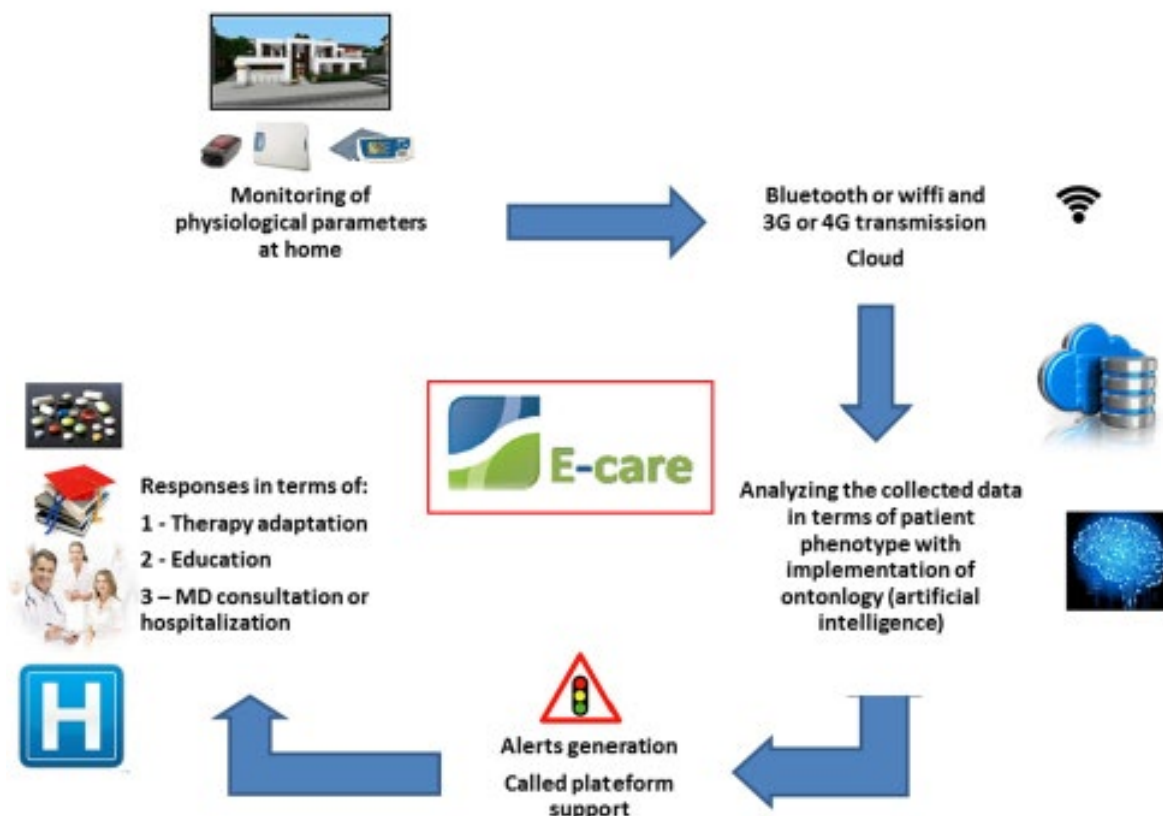 Monitoring of
physiological parameters
at home
Bluetooth or wiffi and
3G or 4G transmission
Cloud
E-care
Analyzing the collected data
in terms of patient
phenotype with
implementation of
ontonlogy (artificial
intelligence)
Alerts generation
Called plateform
support
Responses in terms of:
1 - Therapy adaptation
2 - Education
3 – MD consultation or
hospitalization
H